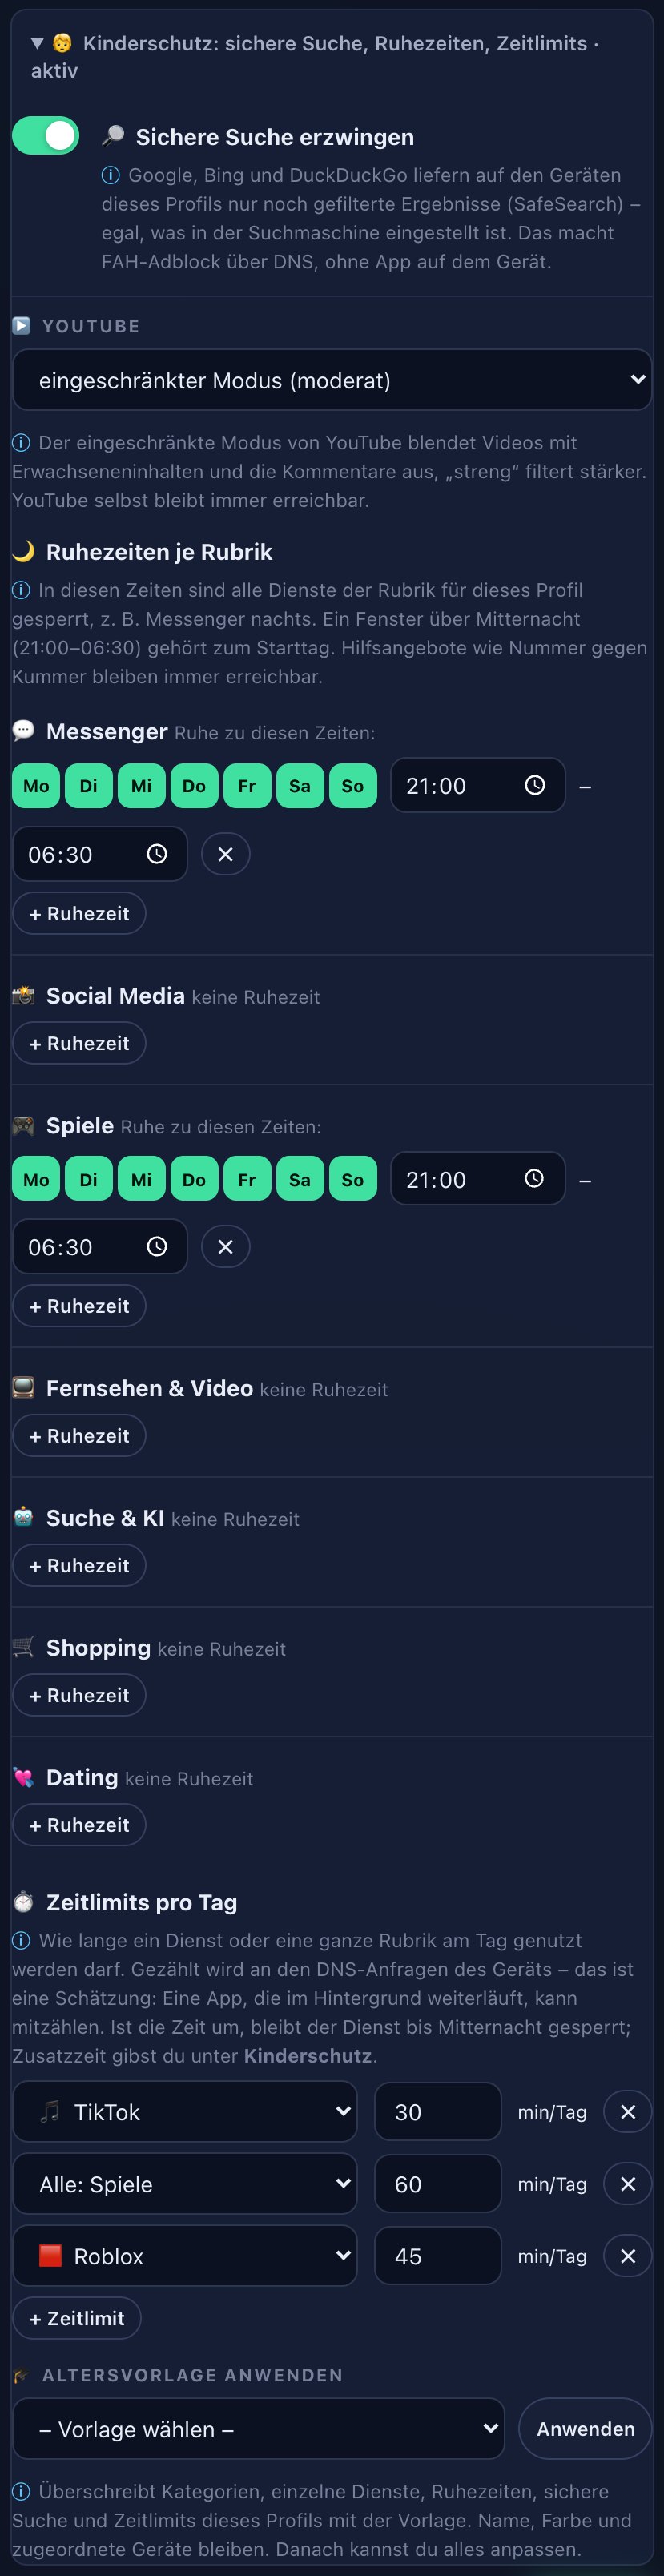 ▼ 🧒 Kinderschutz: sichere Suche, Ruhezeiten, Zeitlimits ·
aktiv
🔎 Sichere Suche erzwingen
ⓘ Google, Bing und DuckDuckGo liefern auf den Geräten
dieses Profils nur noch gefilterte Ergebnisse (SafeSearch) –
egal, was in der Suchmaschine eingestellt ist. Das macht
FAH-Adblock über DNS, ohne App auf dem Gerät.
▶️ YOUTUBE
eingeschränkter Modus (moderat)
ⓘ Der eingeschränkte Modus von YouTube blendet Videos mit
Erwachseneninhalten und die Kommentare aus, „streng“ filtert stärker.
YouTube selbst bleibt immer erreichbar.
🌙 Ruhezeiten je Rubrik
ⓘ In diesen Zeiten sind alle Dienste der Rubrik für dieses Profil
gesperrt, z. B. Messenger nachts. Ein Fenster über Mitternacht
(21:00–06:30) gehört zum Starttag. Hilfsangebote wie Nummer gegen
Kummer bleiben immer erreichbar.
💬 Messenger Ruhe zu diesen Zeiten:
Mo Di Mi Do Fr Sa So 21:00 –
06:30 ✕
+ Ruhezeit
📸 Social Media keine Ruhezeit
+ Ruhezeit
🎮 Spiele Ruhe zu diesen Zeiten:
Mo Di Mi Do Fr Sa So 21:00 –
06:30 ✕
+ Ruhezeit
📺 Fernsehen & Video keine Ruhezeit
+ Ruhezeit
🤖 Suche & KI keine Ruhezeit
+ Ruhezeit
🛒 Shopping keine Ruhezeit
+ Ruhezeit
💘 Dating keine Ruhezeit
+ Ruhezeit
⏱️ Zeitlimits pro Tag
ⓘ Wie lange ein Dienst oder eine ganze Rubrik am Tag genutzt
werden darf. Gezählt wird an den DNS-Anfragen des Geräts – das ist
eine Schätzung: Eine App, die im Hintergrund weiterläuft, kann
mitzählen. Ist die Zeit um, bleibt der Dienst bis Mitternacht gesperrt;
Zusatzzeit gibst du unter Kinderschutz.
🎵 TikTok 30 min/Tag ✕
Alle: Spiele 60 min/Tag ✕
🟥 Roblox 45 min/Tag ✕
+ Zeitlimit
🎓 ALTERSVORLAGE ANWENDEN
– Vorlage wählen – Anwenden
ⓘ Überschreibt Kategorien, einzelne Dienste, Ruhezeiten, sichere
Suche und Zeitlimits dieses Profils mit der Vorlage. Name, Farbe und
zugeordnete Geräte bleiben. Danach kannst du alles anpassen.